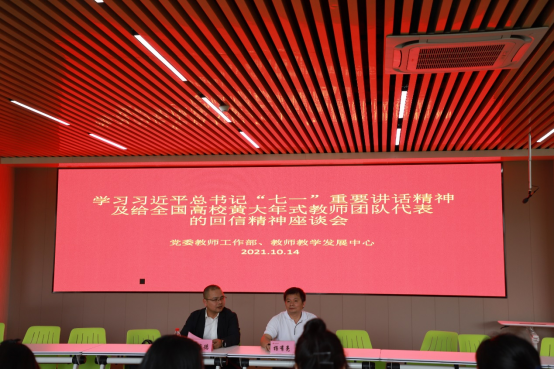 学习习近平总书记“七一”重要讲话精神
及给全国高校黄大年式教师团队代表
的回信精神座谈会
党委教师工作部、教师教学发展中心
2021.10.14